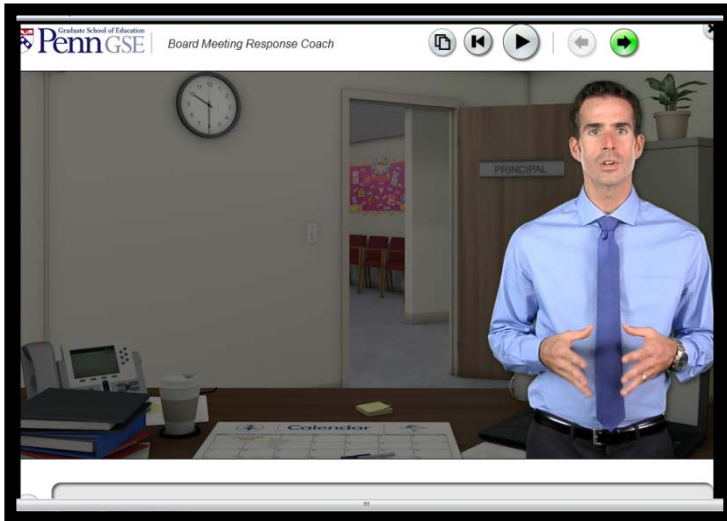 Graduate School of Education
Penn GSE
Board Meeting Response Coach
PRINCIPAL
Calendar